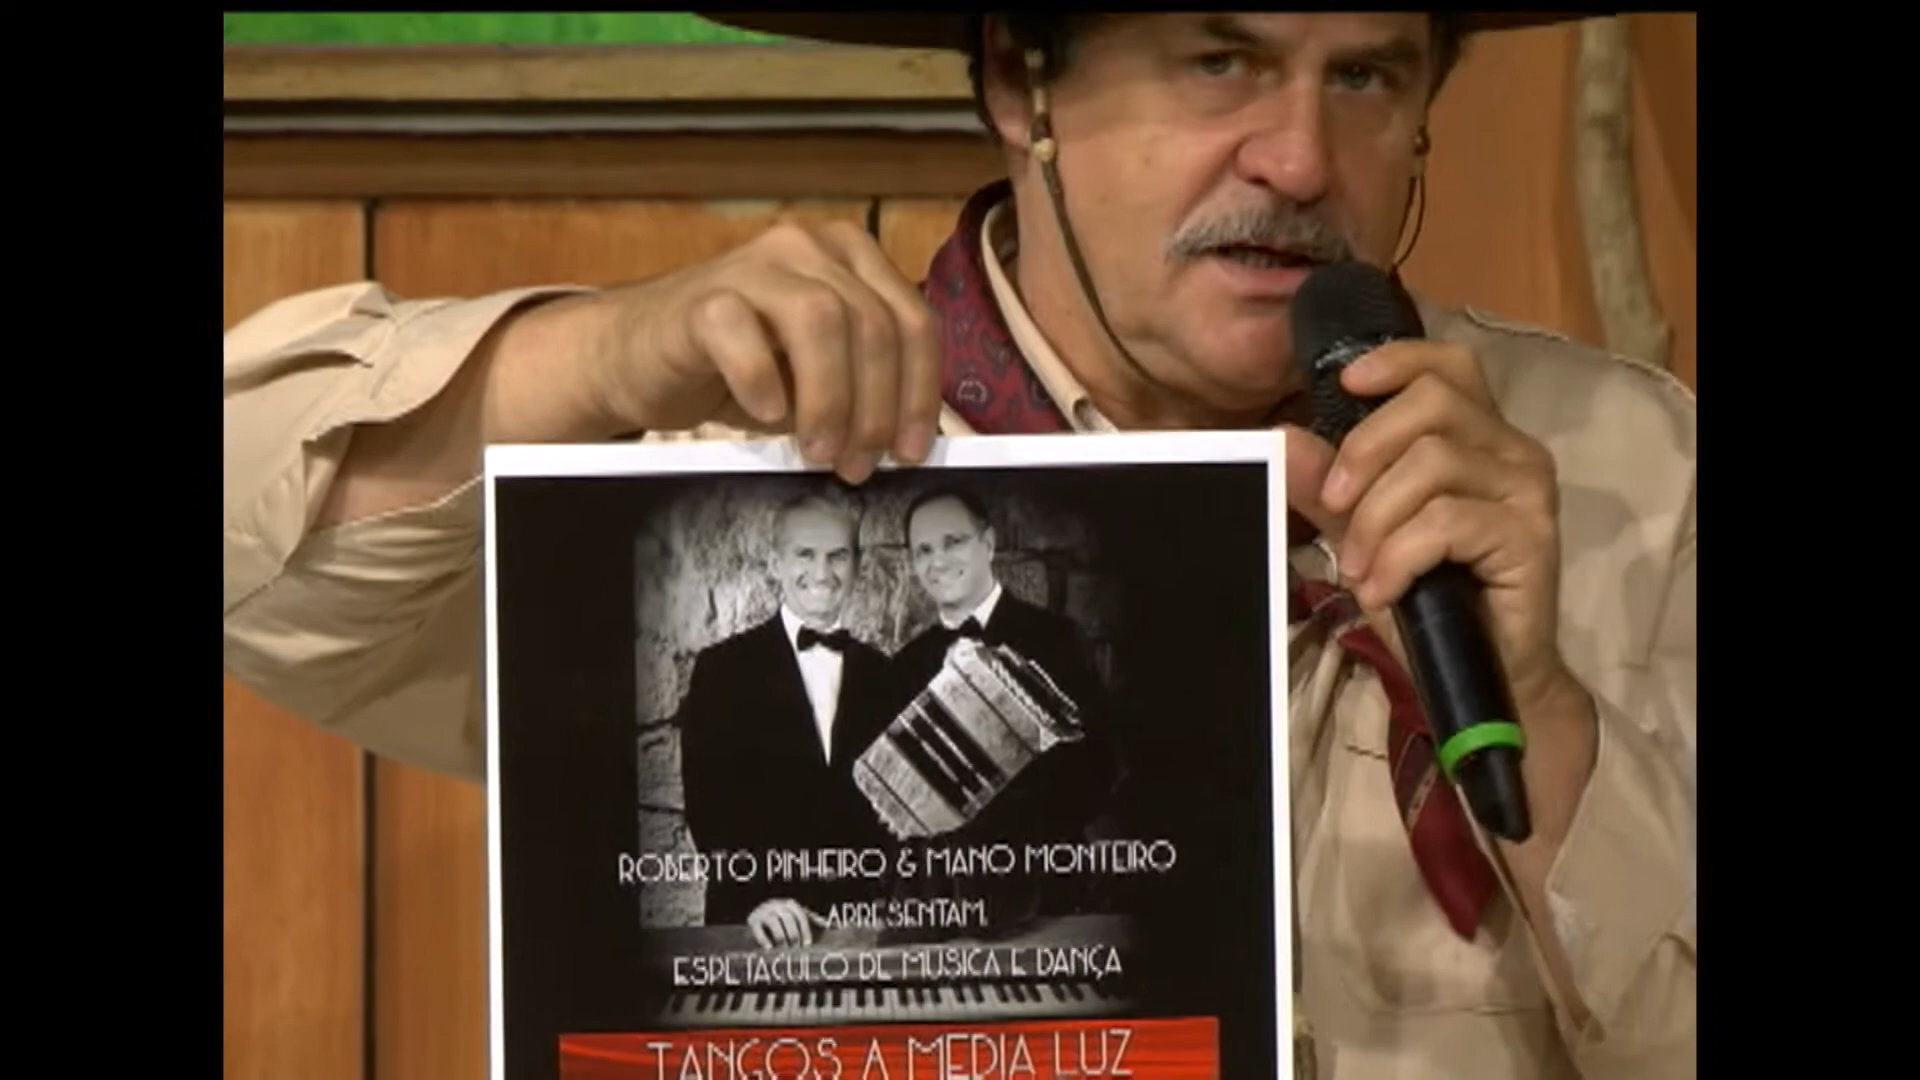 ROBERTO PINHEIRO & MANO MONTEIRO
APRESENTAM
ESPETACULO DE MUSICA E DANÇA
TANGOS A MEDIA LUZ